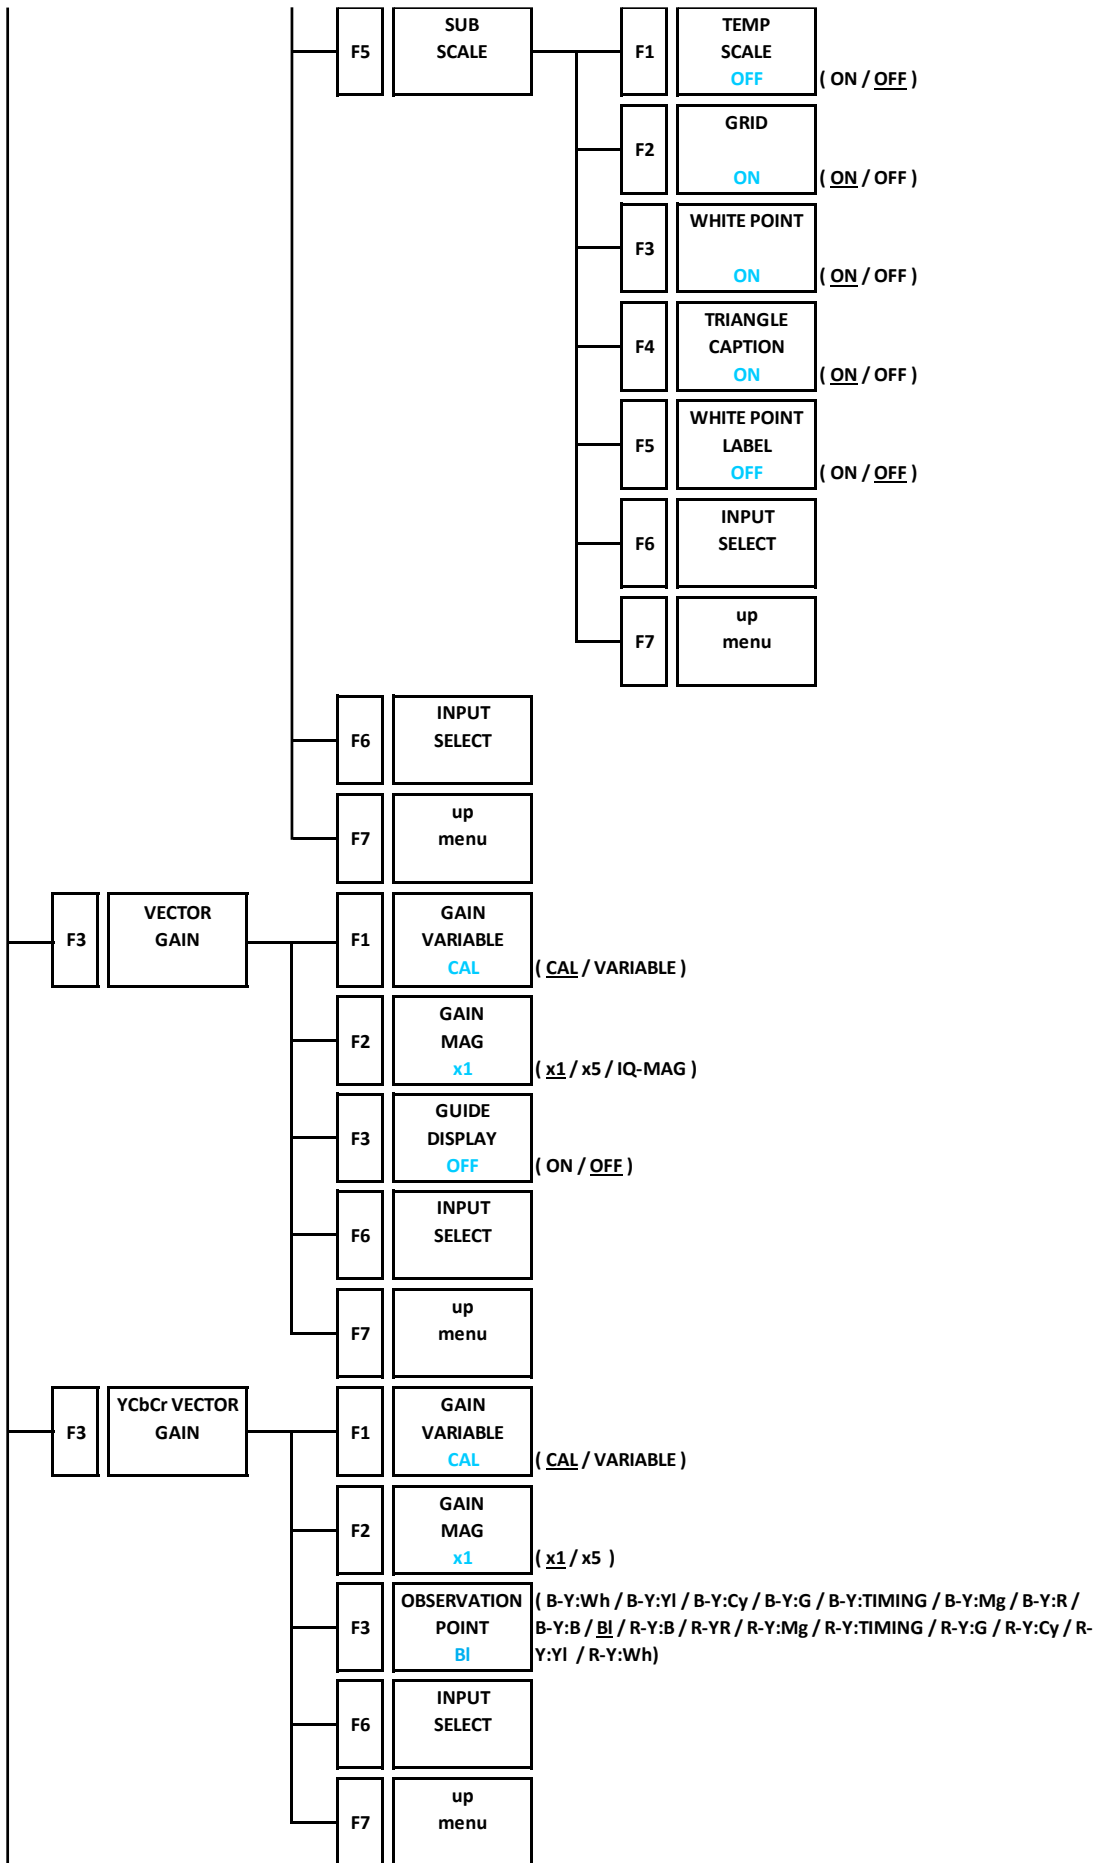 F5
SUB
SCALE
F1
TEMP
SCALE
OFF
( ON / OFF )
F2
GRID
ON
( ON / OFF )
F3
WHITE POINT
ON
( ON / OFF )
F4
TRIANGLE
CAPTION
ON
( ON / OFF )
F5
WHITE POINT
LABEL
OFF
( ON / OFF )
F6
INPUT
SELECT
F7
up
menu
F6
INPUT
SELECT
F7
up
menu
F3
VECTOR
GAIN
F1
GAIN
VARIABLE
CAL
( CAL / VARIABLE )
F2
GAIN
MAG
x1
( x1 / x5 / IQ-MAG )
F3
GUIDE
DISPLAY
OFF
( ON / OFF )
F6
INPUT
SELECT
F7
up
menu
F3
YCbCr VECTOR
GAIN
F1
GAIN
VARIABLE
CAL
( CAL / VARIABLE )
F2
GAIN
MAG
x1
( x1 / x5 )
F3
OBSERVATION
POINT
Bl
( B-Y:Wh / B-Y:Yl / B-Y:Cy / B-Y:G / B-Y:TIMING / B-Y:Mg / B-Y:R /
B-Y:B / Bl / R-Y:B / R-YR / R-Y:Mg / R-Y:TIMING / R-Y:G / R-Y:Cy / R-
Y:Yl / R-Y:Wh)
F6
INPUT
SELECT
F7
up
menu